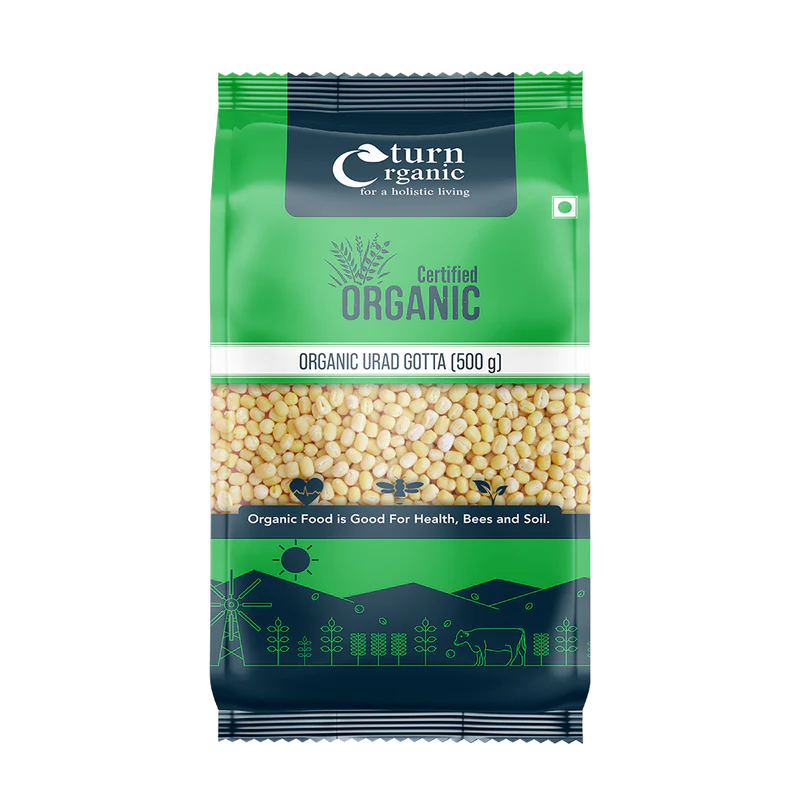 turn
Organic
for a holistic living
Certified
ORGANIC
ORGANIC URAD GOTTA (500 g)
Organic Food is Good For Health, Bees and Soil.